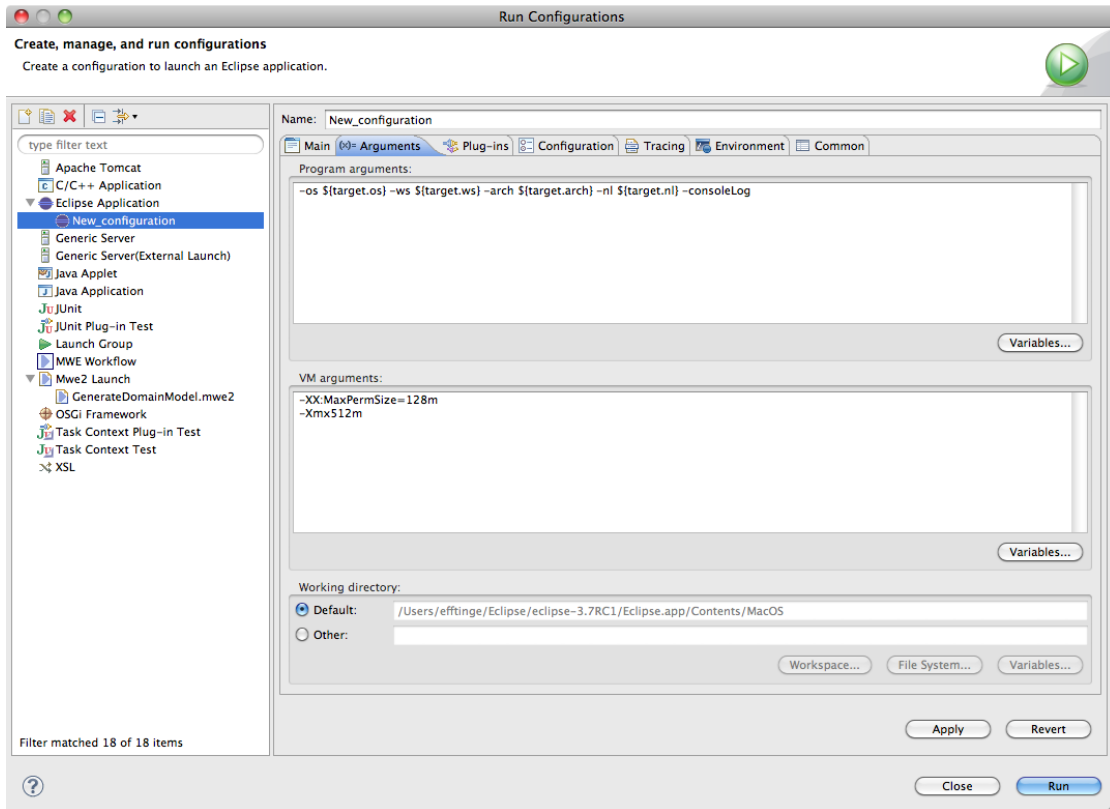 Run Configurations
Create, manage, and run configurations
Create a configuration to launch an Eclipse application.
type filter text
Apache Tomcat
C/C++ Application
Eclipse Application
New_configuration
Generic Server
Generic Server(External Launch)
Java Applet
Java Application
JUnit
JUnit Plug-in Test
Launch Group
MWE Workflow
Mwe2 Launch
GenerateDomainModel.mwe2
OSGi Framework
Task Context Plug-in Test
Task Context Test
XSL
Filter matched 18 of 18 items
Name: New_configuration
Main (x)= Arguments Plug-ins Configuration Tracing Environment Common
Program arguments:
-os ${target.os} -ws ${target.ws} -arch ${target.arch} -nl ${target.nl} -consoleLog
Variables...
VM arguments:
-XX:MaxPermSize=128m
-Xmx512m
Variables...
Working directory:
Default: /Users/efftinge/Eclipse/eclipse-3.7RC1/Eclipse.app/Contents/MacOS
Other:
Workspace... File System... Variables...
Apply Revert
? Close Run